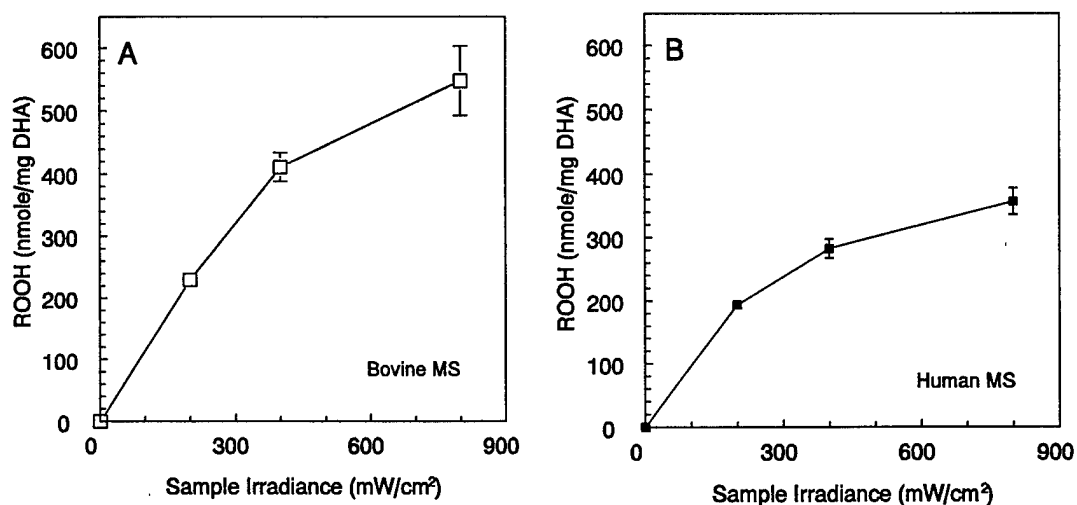 A
600
500
400
300
200
100
0
ROOH (nmole/mg DHA)
Bovine MS
0 300 600 900
Sample Irradiance (mW/cm²)
B
600
500
400
300
200
100
0
ROOH (nmole/mg DHA)
Human MS
0 300 600 900
Sample Irradiance (mW/cm²)